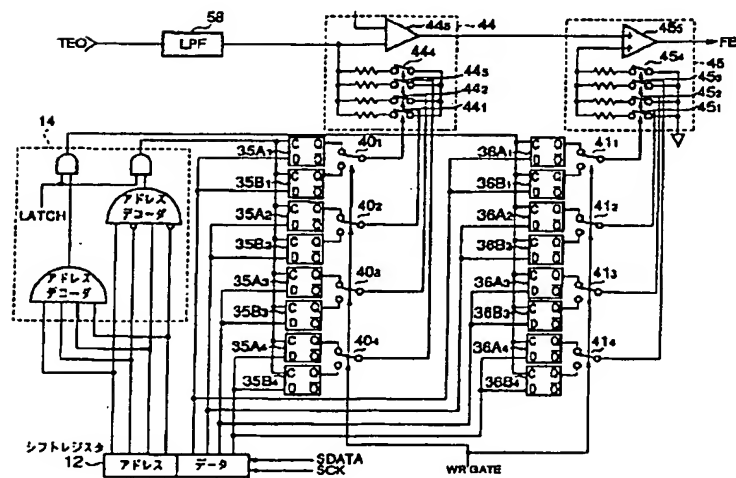 58
TEO
LPF
44₅
44
45₅
FE
45
44₄
44₃
44₂
44₁
45₄
45₃
45₂
45₁
14
LATCH
アドレス
デコーダ
アドレス
デコーダ
35A₁
C Q
D
35B₁
C Q
D
35A₂
C Q
D
35B₂
C Q
D
35A₃
C Q
D
35B₃
C Q
D
35A₄
C Q
D
35B₄
C Q
D
40₁
40₂
40₃
40₄
36A₁
C Q
D
36B₁
C Q
D
36A₂
C Q
D
36B₂
C Q
D
36A₃
C Q
D
36B₃
C Q
D
36A₄
C Q
D
36B₄
C Q
D
41₁
41₂
41₃
41₄
シフトレジスタ
12
アドレス
データ
SDATA
SCK
WR GATE